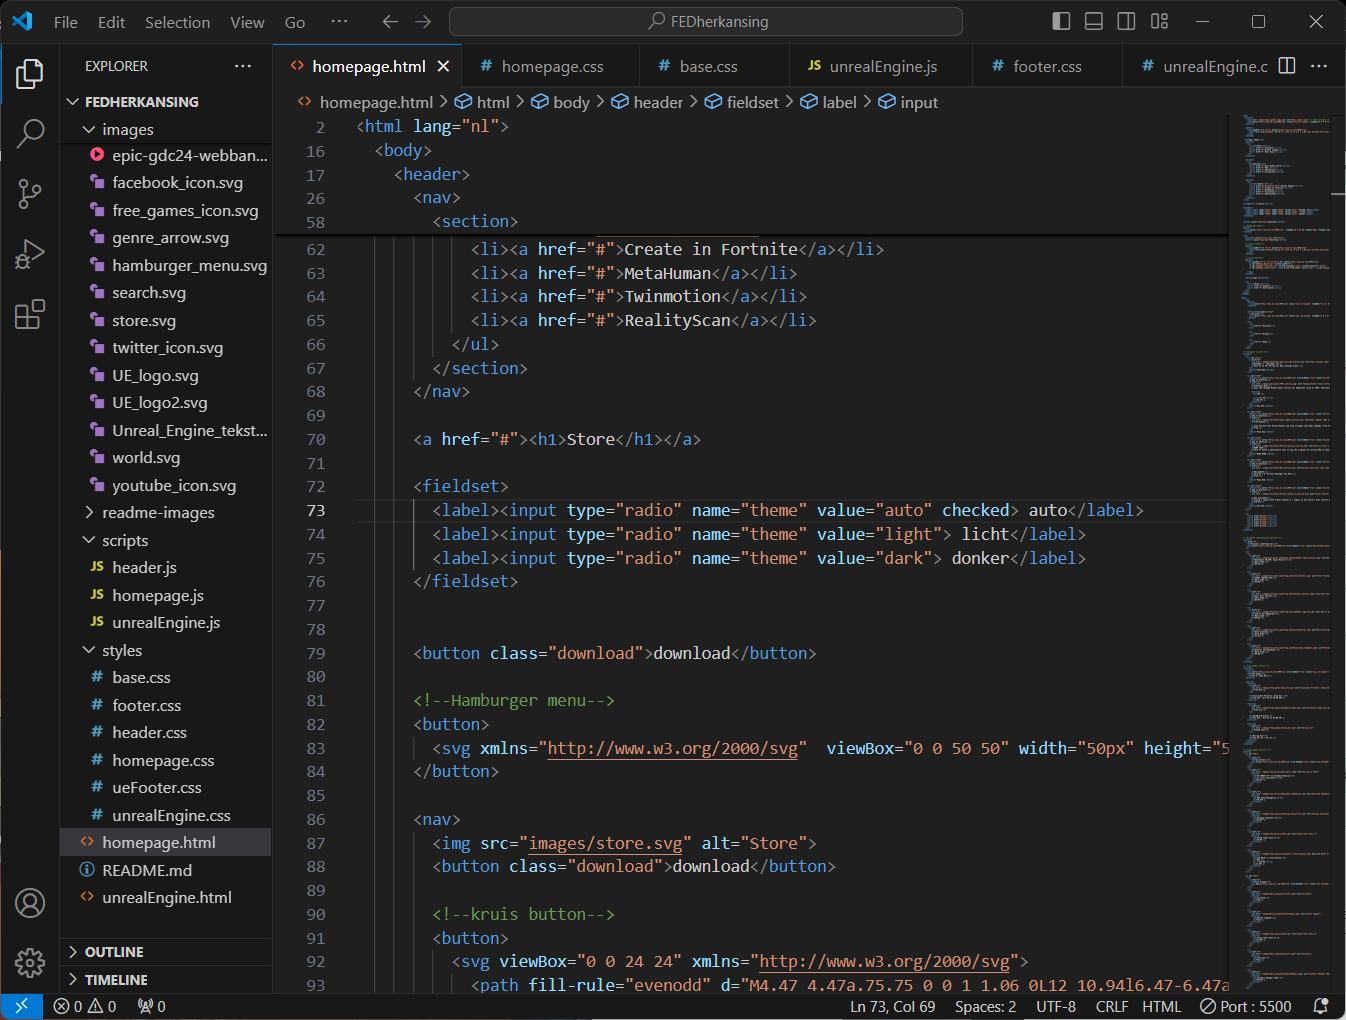 File Edit Selection View Go ··· FEDherkansing
EXPLORER ···
homepage.html homepage.css base.css JS unrealEngine.js footer.css unrealEngine.c ···
FEDHERKANSING
images
epic-gdc24-webban...
facebook_icon.svg
free_games_icon.svg
genre_arrow.svg
hamburger_menu.svg
search.svg
store.svg
twitter_icon.svg
UE_logo.svg
UE_logo2.svg
Unreal_Engine_tekst...
world.svg
youtube_icon.svg
readme-images
scripts
JS header.js
JS homepage.js
JS unrealEngine.js
styles
# base.css
# footer.css
# header.css
# homepage.css
# ueFooter.css
# unrealEngine.css
homepage.html
README.md
unrealEngine.html
OUTLINE
TIMELINE
homepage.html > html > body > header > fieldset > label > input
2 <html lang="nl">
16 <body>
17 <header>
26 <nav>
58 <section>
62 <li><a href="#">Create in Fortnite</a></li>
63 <li><a href="#">MetaHuman</a></li>
64 <li><a href="#">Twinmotion</a></li>
65 <li><a href="#">RealityScan</a></li>
66 </ul>
67 </section>
68 </nav>
69
70 <a href="#"><h1>Store</h1></a>
71
72 <fieldset>
73 <label><input type="radio" name="theme" value="auto" checked> auto</label>
74 <label><input type="radio" name="theme" value="light"> licht</label>
75 <label><input type="radio" name="theme" value="dark"> donker</label>
76 </fieldset>
77
78
79 <button class="download">download</button>
80
81 <!--Hamburger menu-->
82 <button>
83 <svg xmlns="http://www.w3.org/2000/svg"  viewBox="0 0 50 50" width="50px" height="5
84 </button>
85
86 <nav>
87 <img src="images/store.svg" alt="Store">
88 <button class="download">download</button>
89
90 <!--kruis button-->
91 <button>
92 <svg viewBox="0 0 24 24" xmlns="http://www.w3.org/2000/svg">
93 <path fill-rule="evenodd" d="M4.47 4.47a.75.75 0 0 1 1.06 0L12 10.94l6.47-6.47a
0 0 0 Ln 73, Col 69 Spaces: 2 UTF-8 CRLF HTML Port : 5500